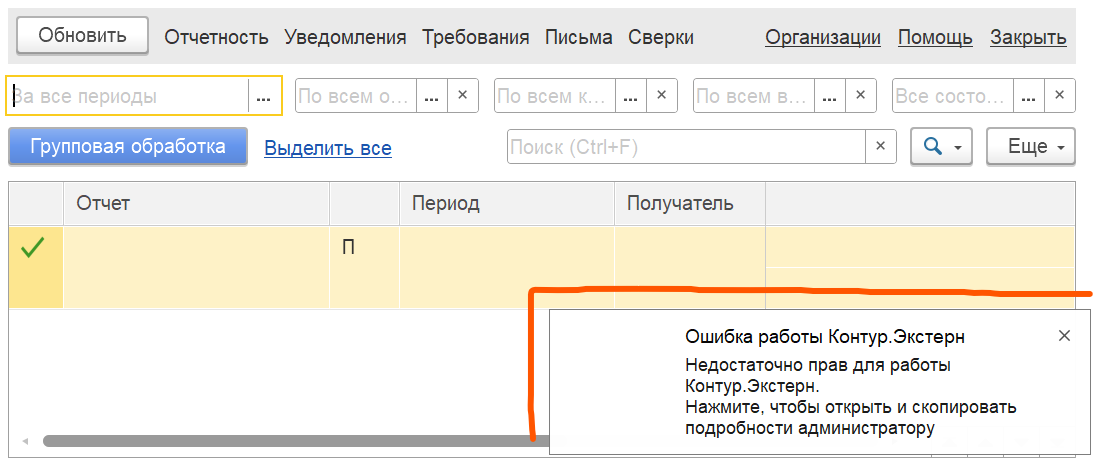 Обновить Отчетность Уведомления Требования Письма Сверки Организации Помощь Закрыть
За все периоды ... По всем о... ... × По всем к... ... × По всем в... ... × Все состо... ... ×
Групповая обработка Выделить все Поиск (Ctrl+F) × Еще
Отчет Период Получатель
П
Ошибка работы Контур.Экстерн ×
Недостаточно прав для работы
Контур.Экстерн.
Нажмите, чтобы открыть и скопировать
подробности администратору